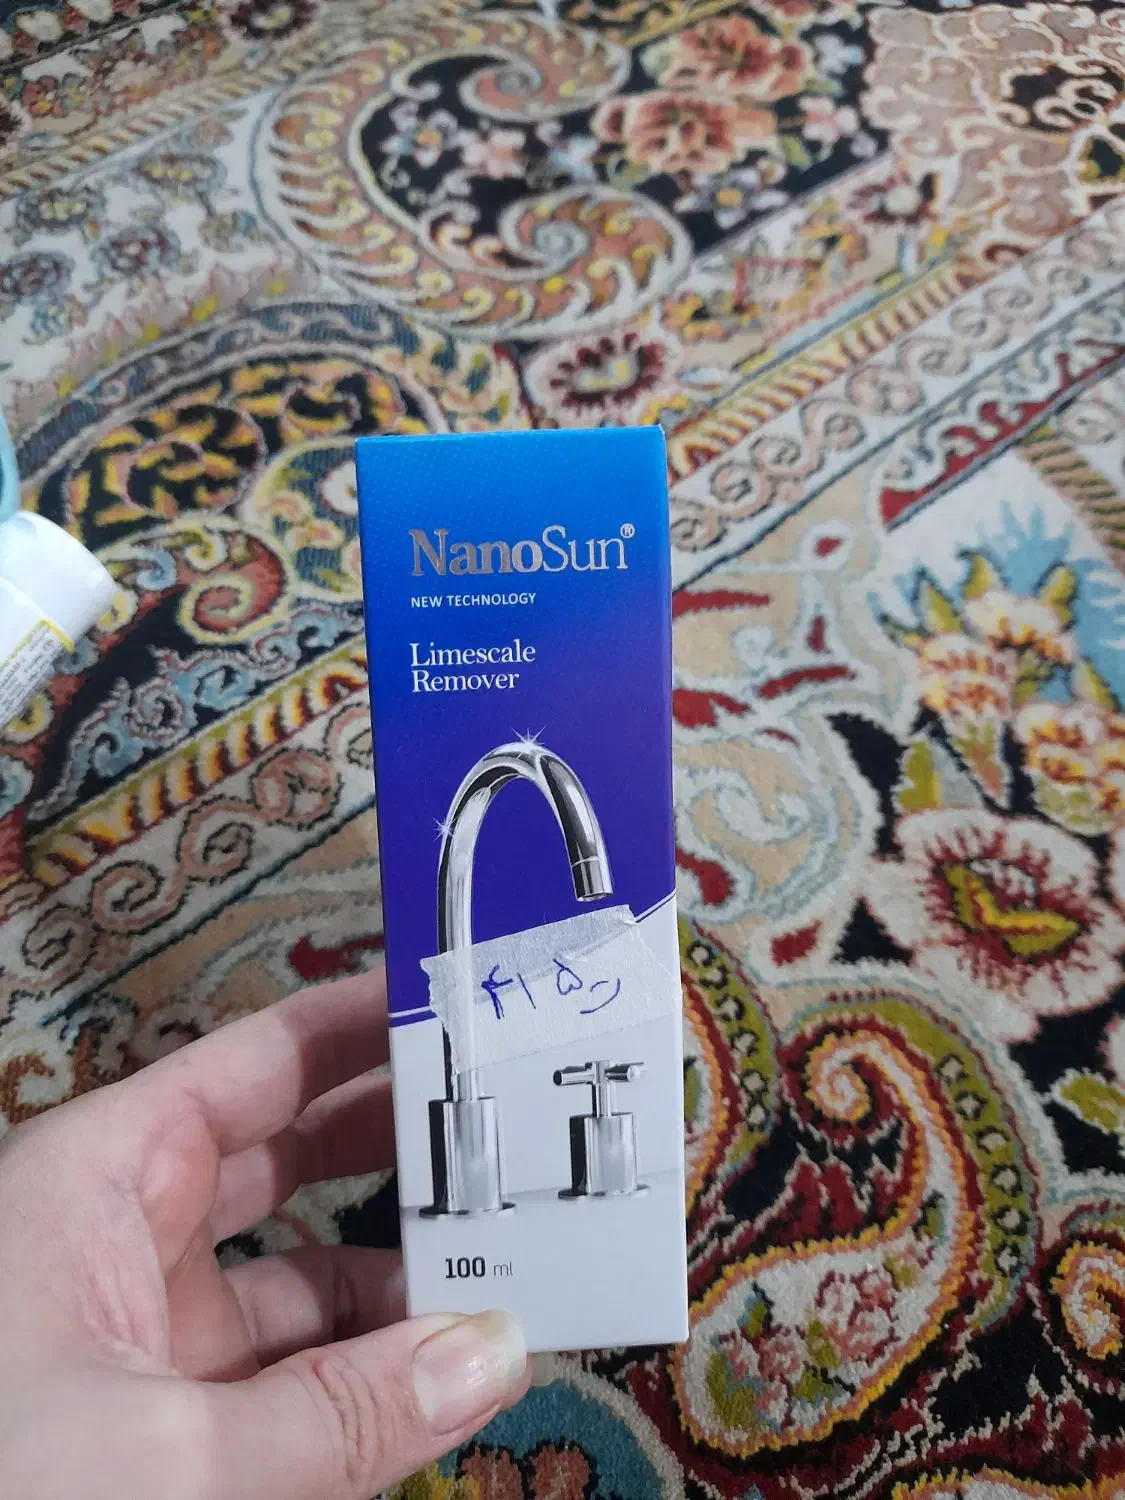 NanoSun®
NEW TECHNOLOGY
Limescale
Remover
100 ml